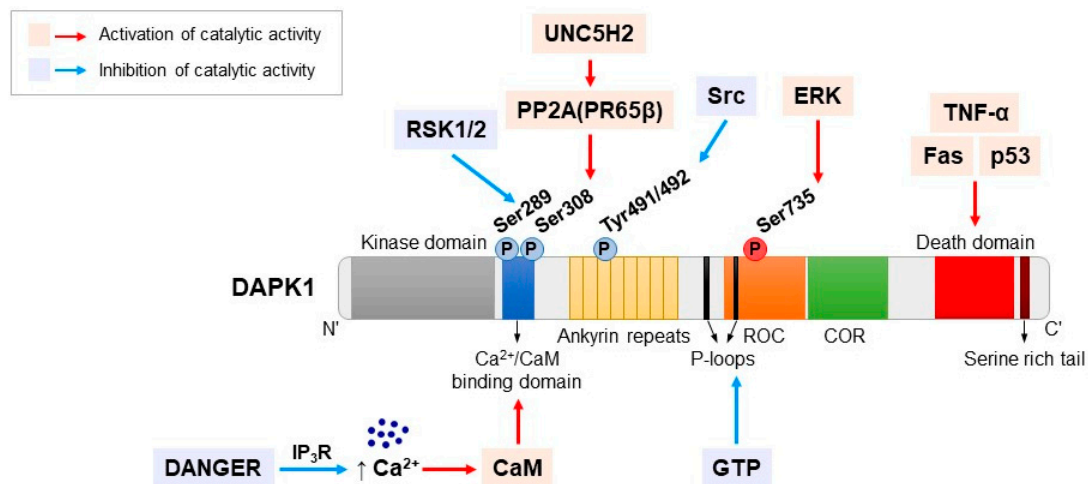 Activation of catalytic activity
Inhibition of catalytic activity
UNC5H2
PP2A(PR65β)
RSK1/2
Src
ERK
TNF-α
Fas p53
Ser289
Ser308
Tyr491/492
Ser735
Kinase domain
P P P P
Death domain
DAPK1
N'
C'
Ankyrin repeats
ROC
COR
P-loops
Serine rich tail
Ca²⁺/CaM
binding domain
DANGER
IP₃R
↑ Ca²⁺
CaM
GTP